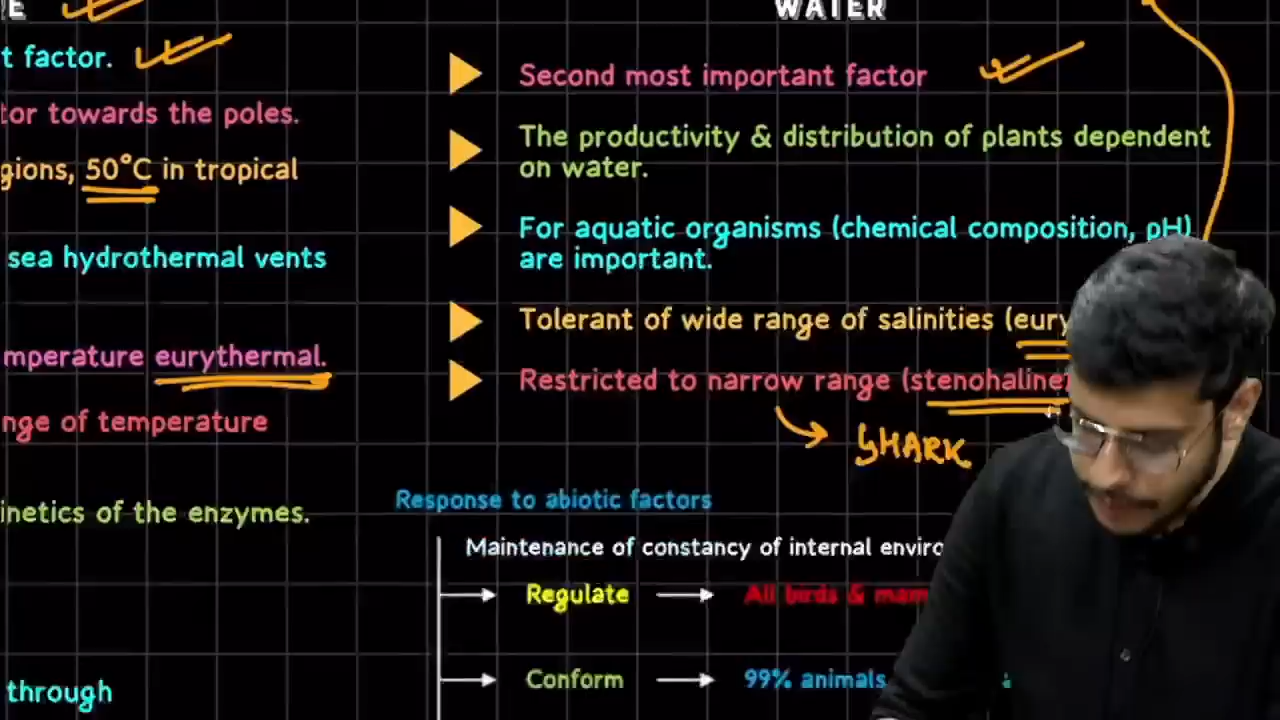 E
t factor.
tor towards the poles.
gions, 50°C in tropical
sea hydrothermal vents
mperature eurythermal.
nge of temperature
inetics of the enzymes.
through
WATER
Second most important factor
The productivity & distribution of plants dependent
on water.
For aquatic organisms (chemical composition, pH)
are important.
Tolerant of wide range of salinities (eury
Restricted to narrow range (stenohaline)
SHARK
Response to abiotic factors
Maintenance of constancy of internal enviro
Regulate All birds & mam
Conform 99% animals